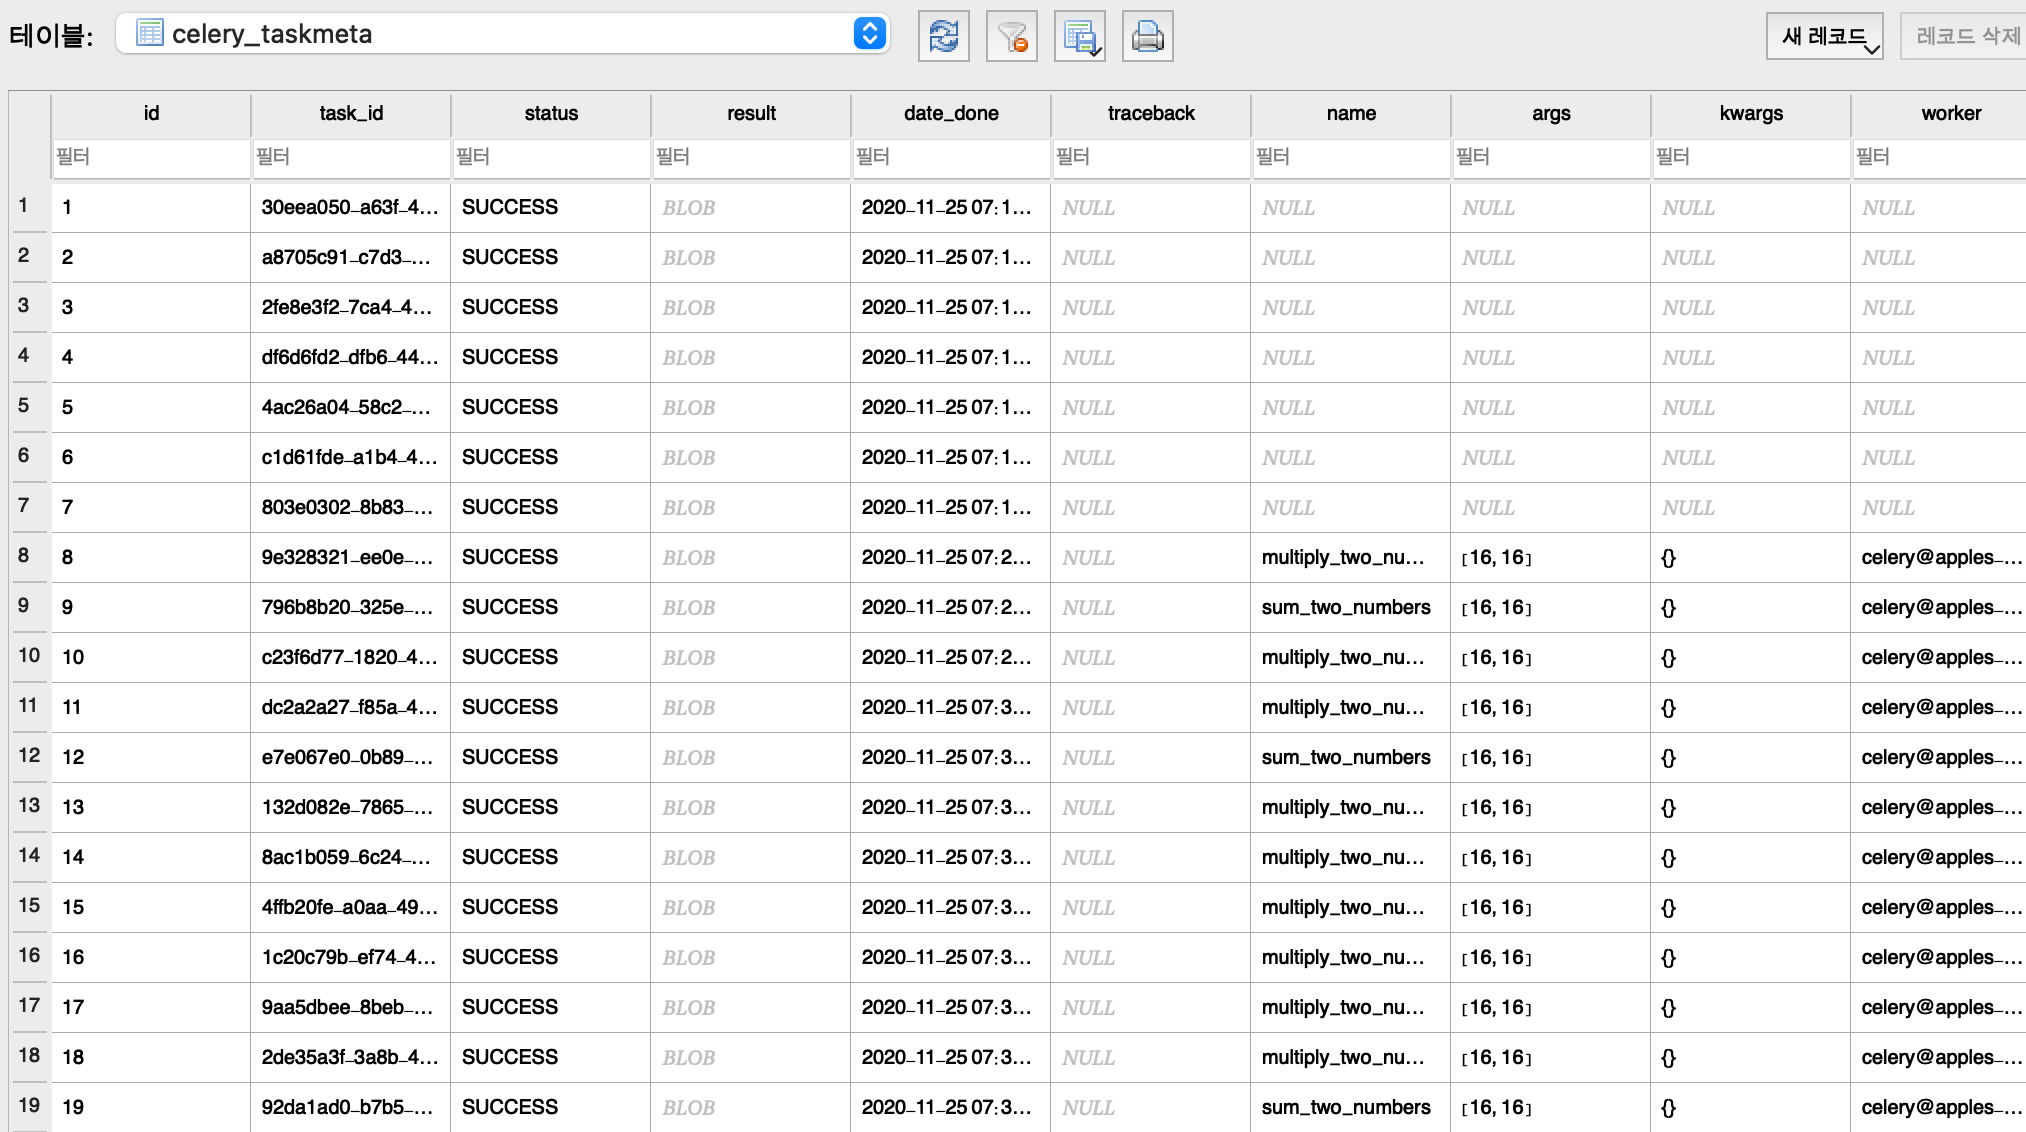 테이블: celery_taskmeta 새 레코드 레코드 삭제
id task_id status result date_done traceback name args kwargs worker
필터 필터 필터 필터 필터 필터 필터 필터 필터 필터
1 1 30eea050-a63f-4... SUCCESS BLOB 2020-11-25 07:1... NULL NULL NULL NULL NULL
2 2 a8705c91-c7d3-... SUCCESS BLOB 2020-11-25 07:1... NULL NULL NULL NULL NULL
3 3 2fe8e3f2-7ca4-4... SUCCESS BLOB 2020-11-25 07:1... NULL NULL NULL NULL NULL
4 4 df6d6fd2-dfb6-44... SUCCESS BLOB 2020-11-25 07:1... NULL NULL NULL NULL NULL
5 5 4ac26a04-58c2-... SUCCESS BLOB 2020-11-25 07:1... NULL NULL NULL NULL NULL
6 6 c1d61fde-a1b4-4... SUCCESS BLOB 2020-11-25 07:1... NULL NULL NULL NULL NULL
7 7 803e0302-8b83-... SUCCESS BLOB 2020-11-25 07:1... NULL NULL NULL NULL NULL
8 8 9e328321-ee0e-... SUCCESS BLOB 2020-11-25 07:2... NULL multiply_two_nu... [16, 16] {} celery@apples-...
9 9 796b8b20-325e-... SUCCESS BLOB 2020-11-25 07:2... NULL sum_two_numbers [16, 16] {} celery@apples-...
10 10 c23f6d77-1820-4... SUCCESS BLOB 2020-11-25 07:2... NULL multiply_two_nu... [16, 16] {} celery@apples-...
11 11 dc2a2a27-f85a-4... SUCCESS BLOB 2020-11-25 07:3... NULL multiply_two_nu... [16, 16] {} celery@apples-...
12 12 e7e067e0-0b89-... SUCCESS BLOB 2020-11-25 07:3... NULL sum_two_numbers [16, 16] {} celery@apples-...
13 13 132d082e-7865-... SUCCESS BLOB 2020-11-25 07:3... NULL multiply_two_nu... [16, 16] {} celery@apples-...
14 14 8ac1b059-6c24-... SUCCESS BLOB 2020-11-25 07:3... NULL multiply_two_nu... [16, 16] {} celery@apples-...
15 15 4ffb20fe-a0aa-49... SUCCESS BLOB 2020-11-25 07:3... NULL multiply_two_nu... [16, 16] {} celery@apples-...
16 16 1c20c79b-ef74-4... SUCCESS BLOB 2020-11-25 07:3... NULL multiply_two_nu... [16, 16] {} celery@apples-...
17 17 9aa5dbee-8beb-... SUCCESS BLOB 2020-11-25 07:3... NULL multiply_two_nu... [16, 16] {} celery@apples-...
18 18 2de35a3f-3a8b-4... SUCCESS BLOB 2020-11-25 07:3... NULL multiply_two_nu... [16, 16] {} celery@apples-...
19 19 92da1ad0-b7b5-... SUCCESS BLOB 2020-11-25 07:3... NULL sum_two_numbers [16, 16] {} celery@apples-...